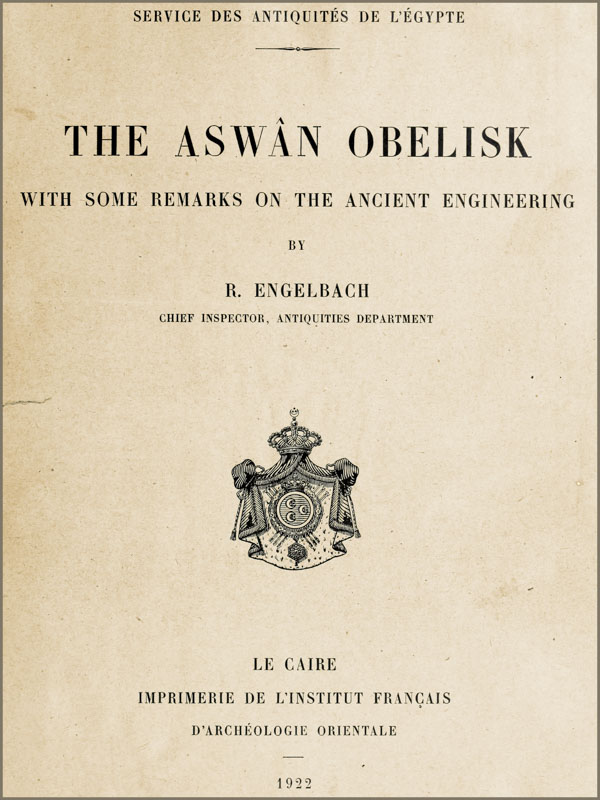 SERVICE DES ANTIQUITÉS DE L'ÉGYPTE
THE ASWÂN OBELISK
WITH SOME REMARKS ON THE ANCIENT ENGINEERING
BY
R. ENGELBACH
CHIEF INSPECTOR, ANTIQUITIES DEPARTMENT
LE CAIRE
IMPRIMERIE DE L'INSTITUT FRANÇAIS
D'ARCHÉOLOGIE ORIENTALE
1922